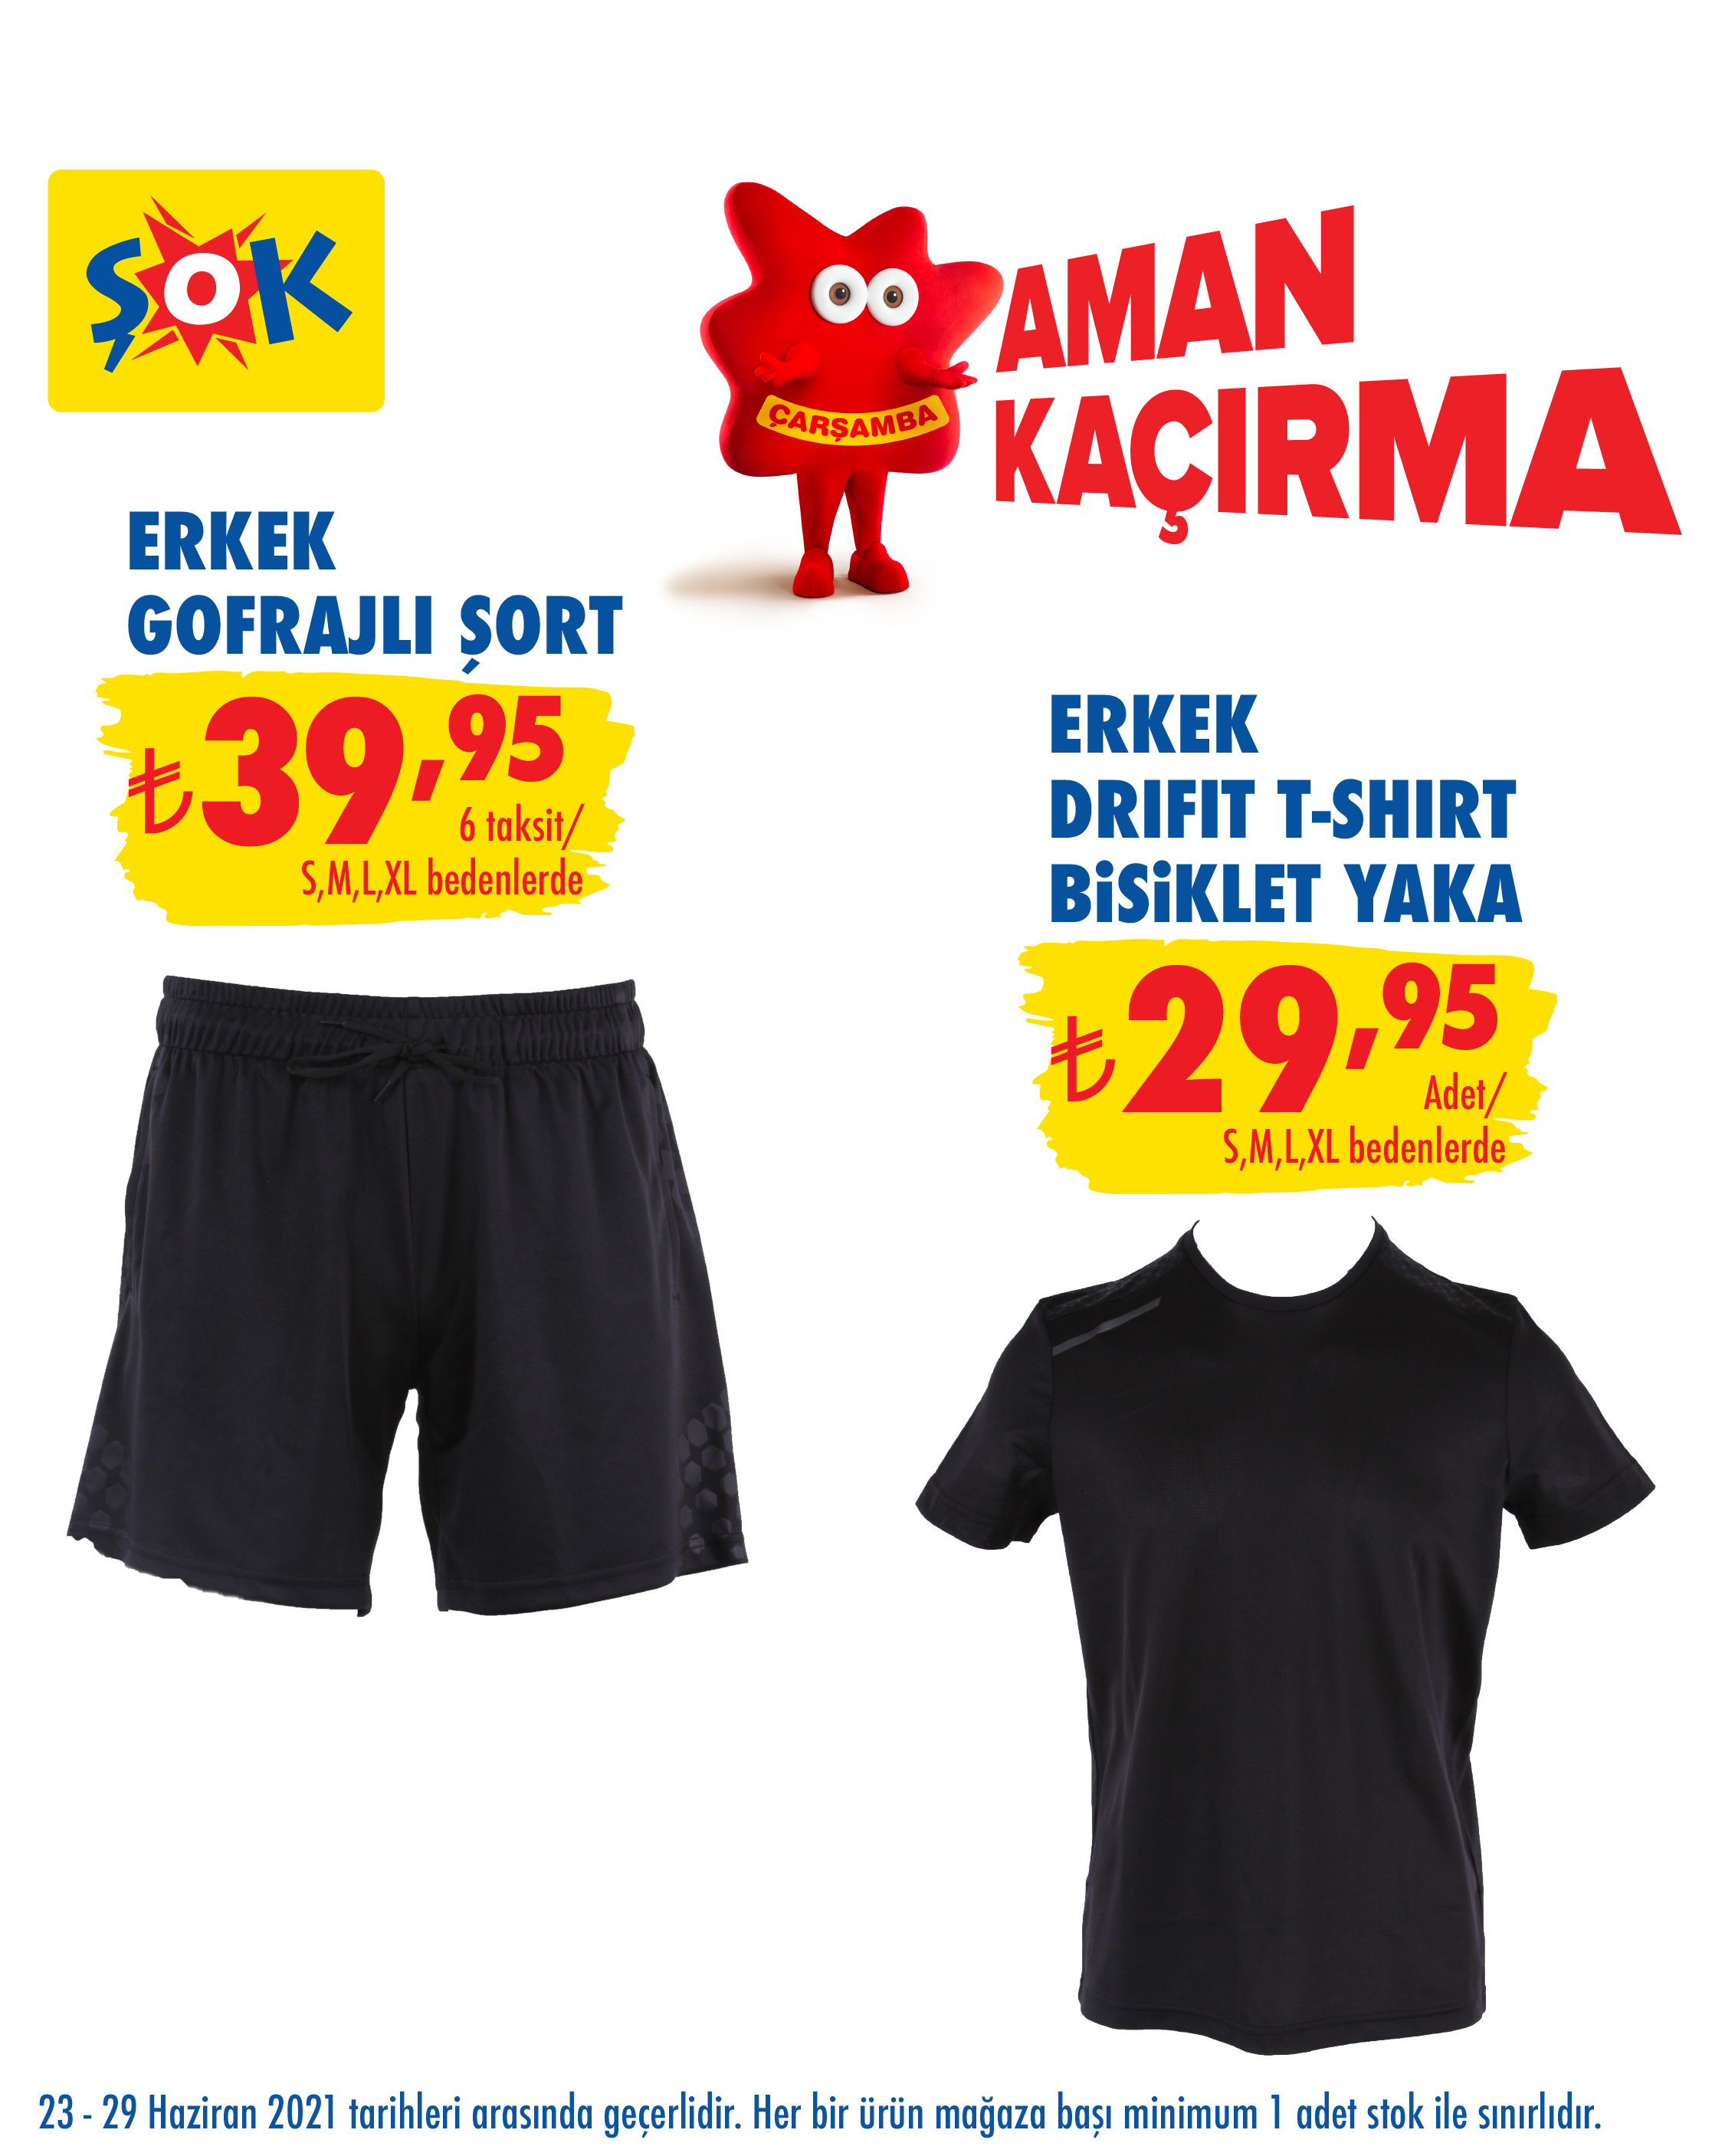 ŞOK
ÇARŞAMBA
AMAN
KAÇIRMA
ERKEK
GOFRAJLI ŞORT
₺39,95
6 taksit/
S,M,L,XL bedenlerde
ERKEK
DRIFIT T-SHIRT
BiSiKLET YAKA
₺29,95
Adet/
S,M,L,XL bedenlerde
23 - 29 Haziran 2021 tarihleri arasında geçerlidir. Her bir ürün mağaza başı minimum 1 adet stok ile sınırlıdır.